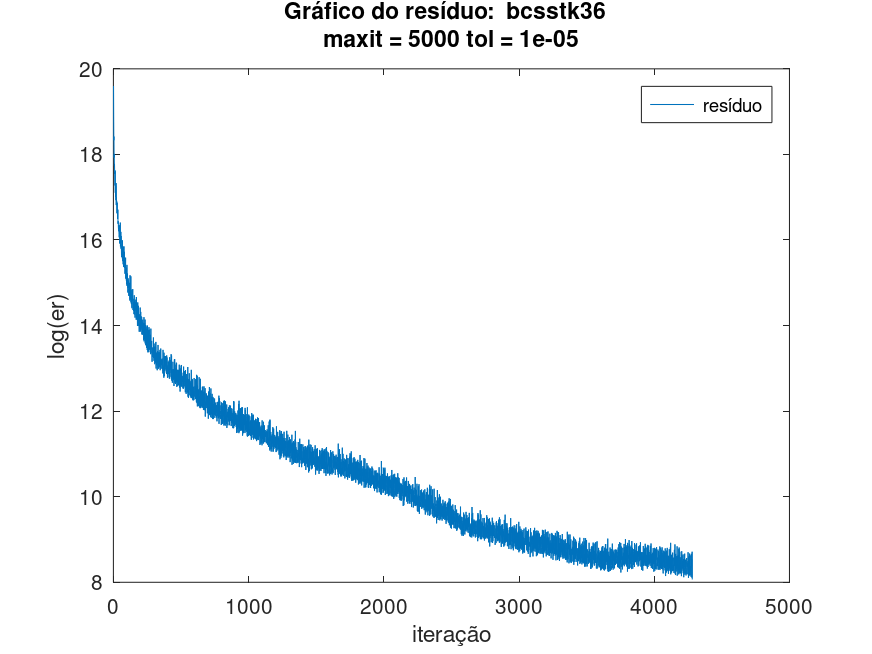 Gráfico do resíduo:  bcsstk36
maxit = 5000 tol = 1e-05
20
18
16
14
12
10
8
log(er)
resíduo
0 1000 2000 3000 4000 5000
iteração